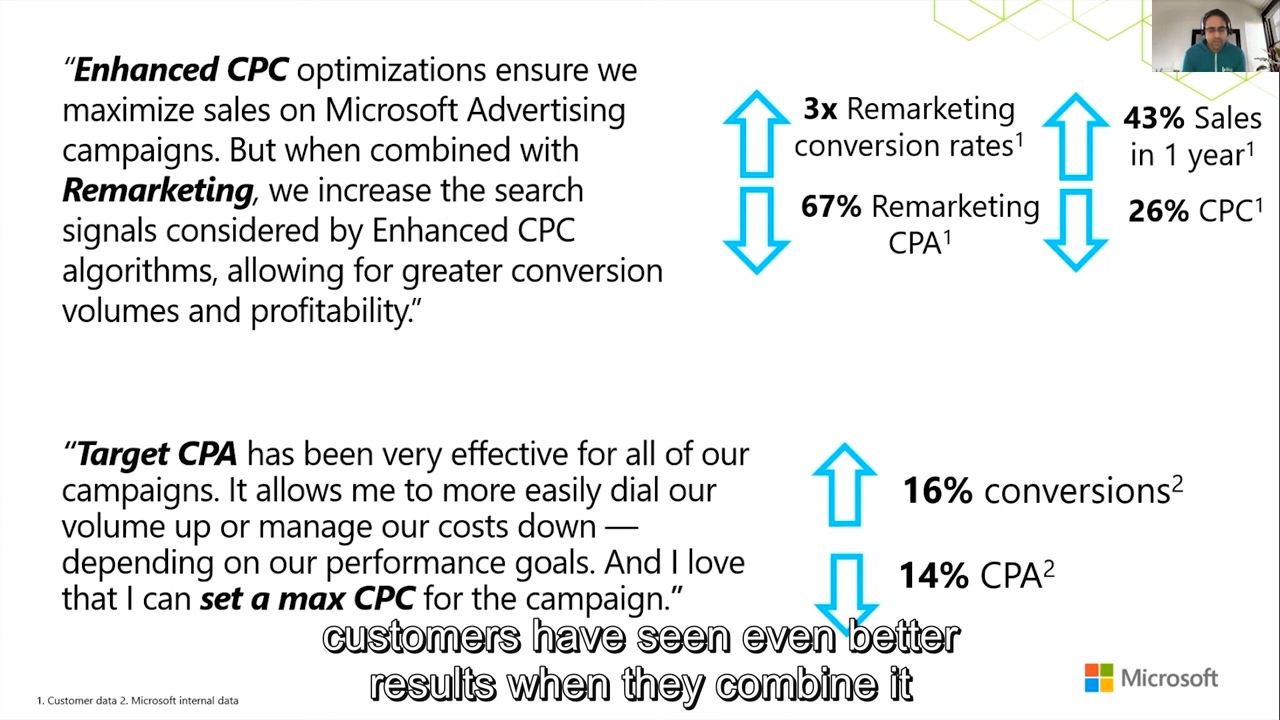 “Enhanced CPC optimizations ensure we
maximize sales on Microsoft Advertising
campaigns. But when combined with
Remarketing, we increase the search
signals considered by Enhanced CPC
algorithms, allowing for greater conversion
volumes and profitability.”
3x Remarketing
conversion rates¹
67% Remarketing
CPA¹
43% Sales
in 1 year¹
26% CPC¹
“Target CPA has been very effective for all of our
campaigns. It allows me to more easily dial our
volume up or manage our costs down —
depending on our performance goals. And I love
that I can set a max CPC for the campaign.”
16% conversions²
14% CPA²
customers have seen even better
results when they combine it
1. Customer data 2. Microsoft internal data
Microsoft